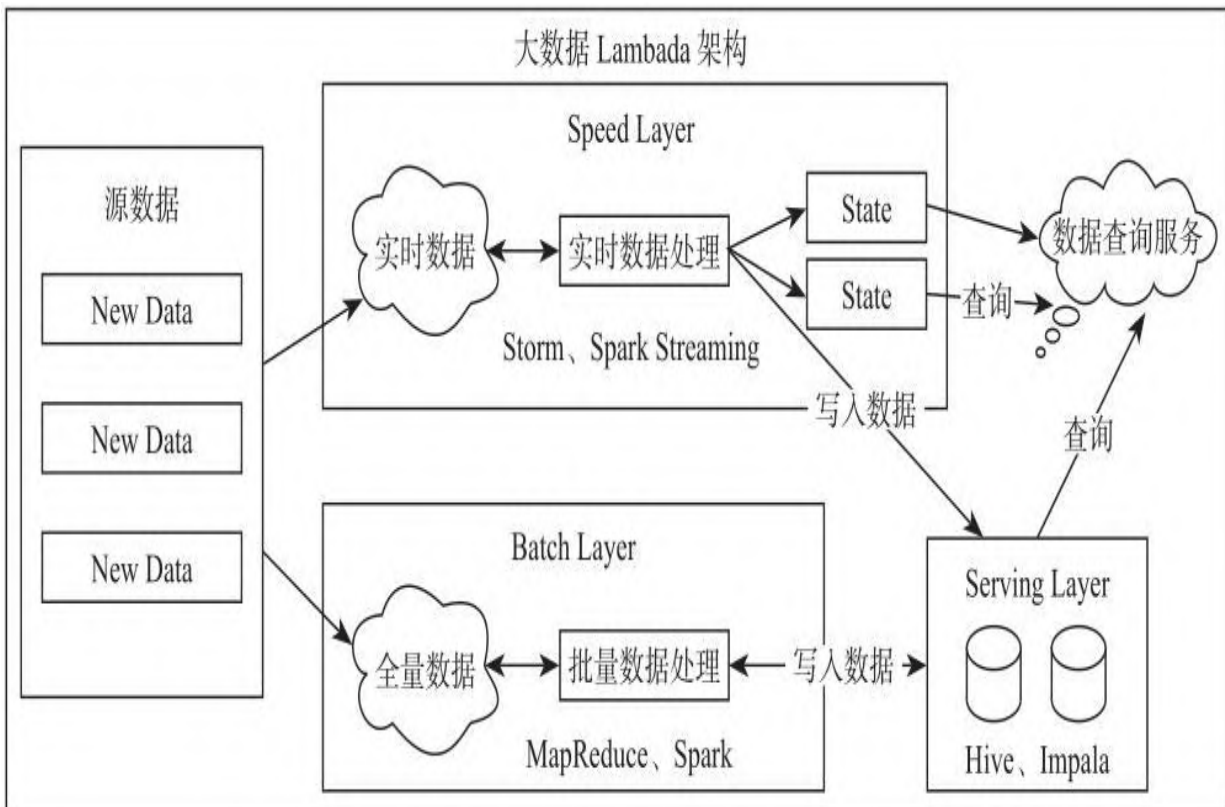 大数据 Lambada 架构
源数据
New Data
New Data
New Data
Speed Layer
实时数据
实时数据处理
State
State
Storm、Spark Streaming
数据查询服务
查询
写入数据
查询
Batch Layer
全量数据
批量数据处理
写入数据
MapReduce、Spark
Serving Layer
Hive、Impala